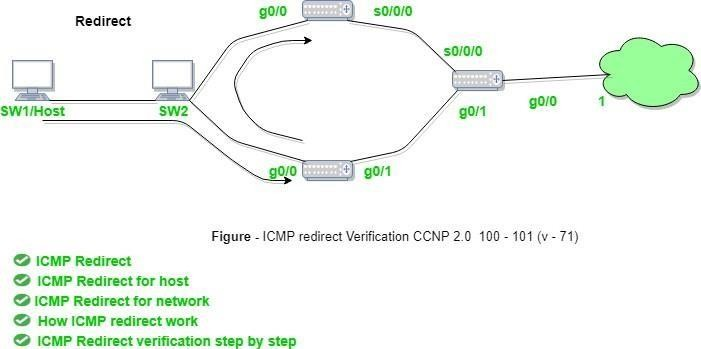 Redirect
g0/0
s0/0/0
s0/0/0
SW1/Host
SW2
g0/1
g0/0
1
g0/0
g0/1
Figure - ICMP redirect Verification CCNP 2.0 100 - 101 (v - 71)
ICMP Redirect
ICMP Redirect for host
ICMP Redirect for network
How ICMP redirect work
ICMP Redirect verification step by step